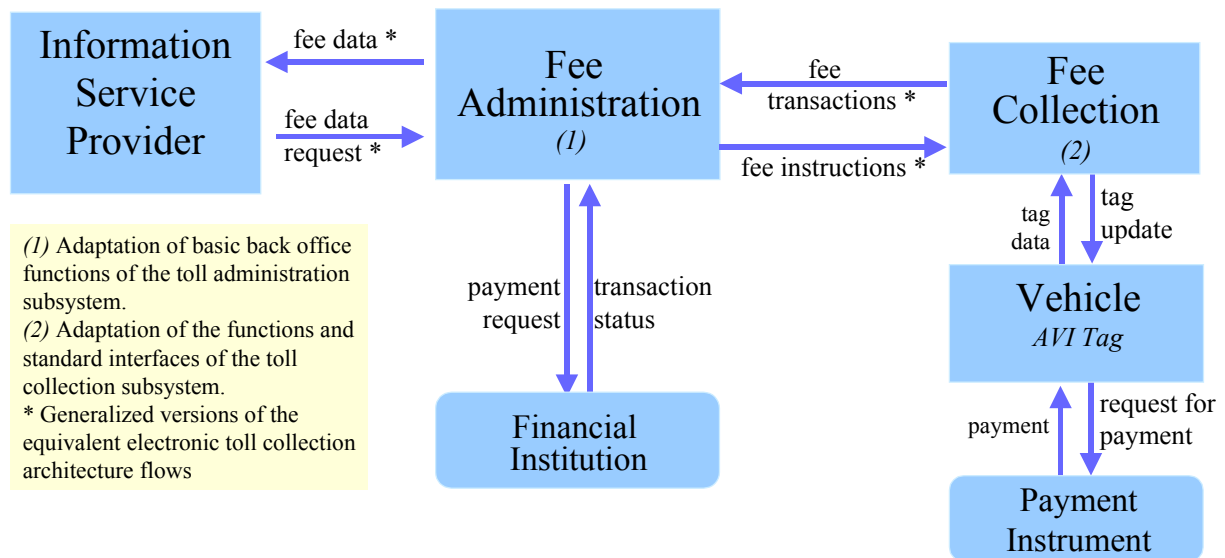 Information
Service
Provider
fee data *
fee data
request *
Fee
Administration
(1)
fee
transactions *
fee instructions *
Fee
Collection
(2)
tag
data
tag
update
Vehicle
AVI Tag
payment
request for
payment
Payment
Instrument
payment
request
transaction
status
Financial
Institution
(1) Adaptation of basic back office
functions of the toll administration
subsystem.
(2) Adaptation of the functions and
standard interfaces of the toll
collection subsystem.
* Generalized versions of the
equivalent electronic toll collection
architecture flows